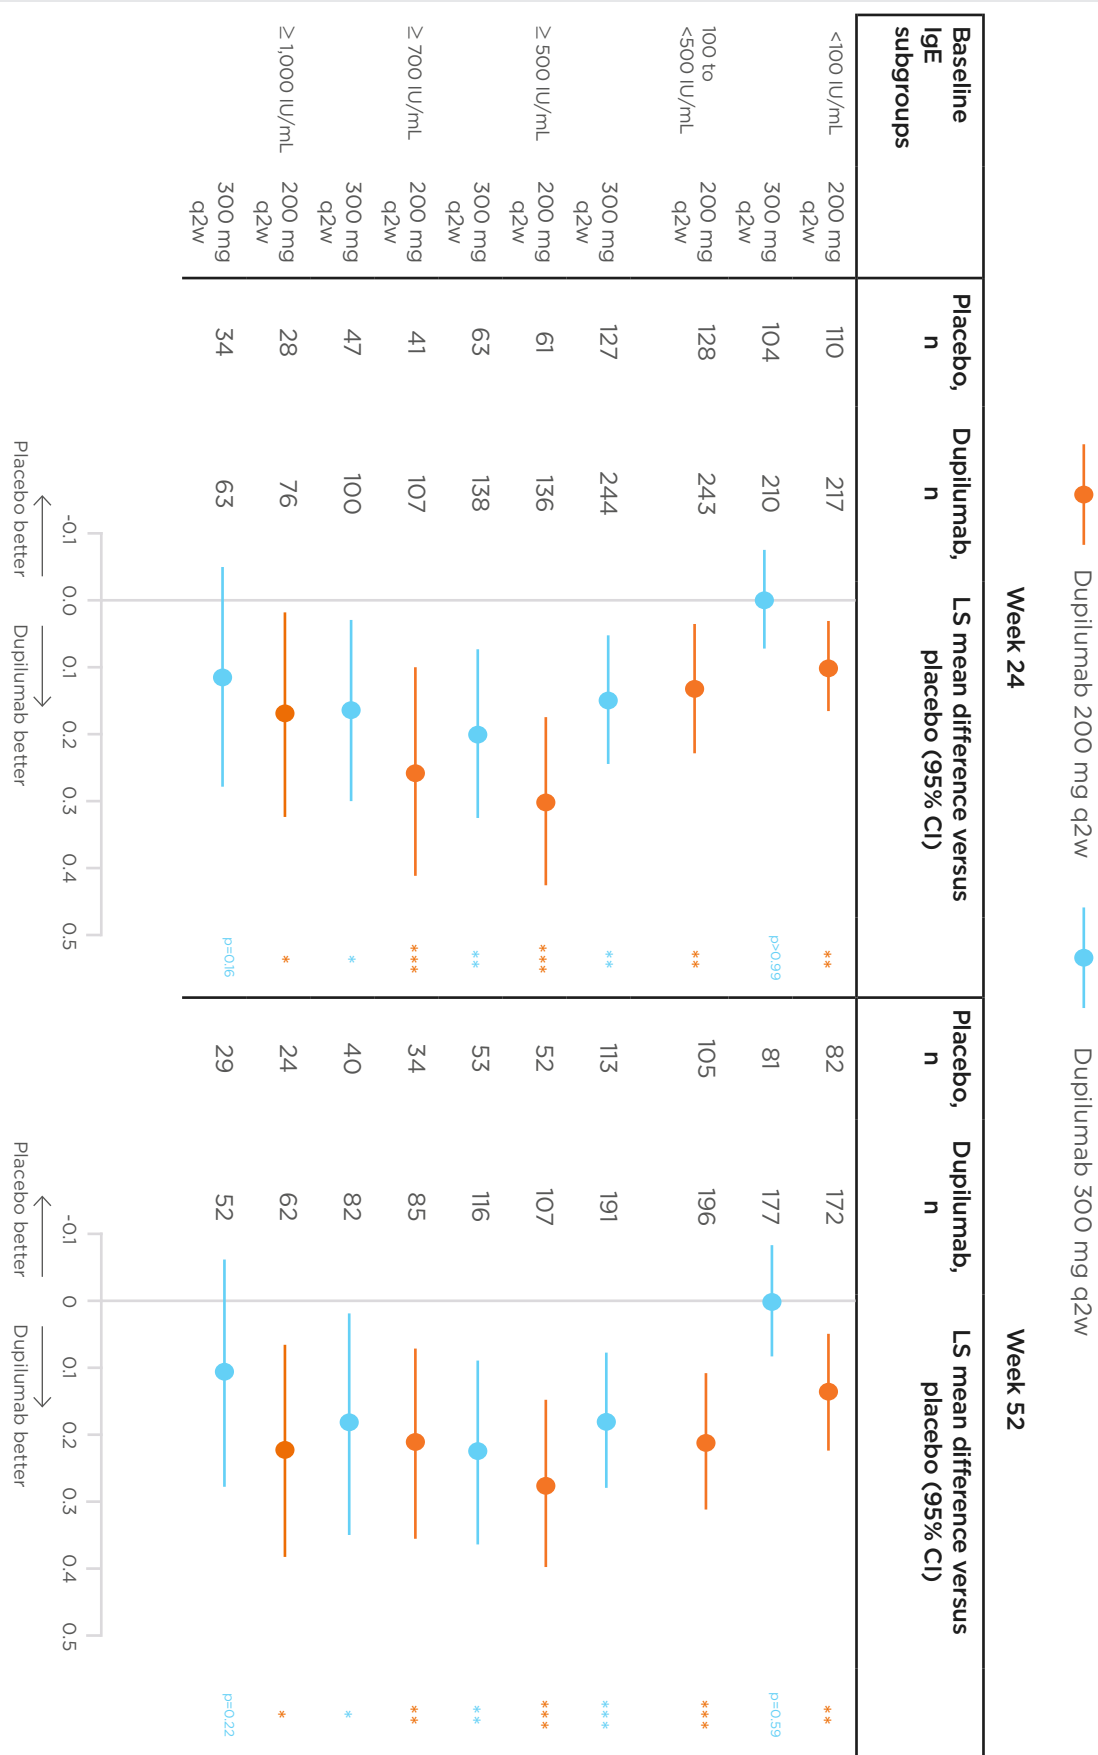 Dupilumab 200 mg q2w
Dupilumab 300 mg q2w
Week 24
Week 52
Baseline
IgE
subgroups
Placebo,
n
Dupilumab,
n
LS mean difference versus
placebo (95% CI)
Placebo,
n
Dupilumab,
n
LS mean difference versus
placebo (95% CI)
<100 IU/mL
200 mg
q2w
110
217
**
82
172
**
300 mg
q2w
104
210
p>0.99
81
177
p=0.59
100 to
<500 IU/mL
200 mg
q2w
128
243
**
105
196
***
300 mg
q2w
127
244
**
113
191
***
≥ 500 IU/mL
200 mg
q2w
61
136
***
52
107
***
300 mg
q2w
63
138
**
53
116
**
≥ 700 IU/mL
200 mg
q2w
41
107
***
34
85
**
300 mg
q2w
47
100
*
40
82
*
≥ 1,000 IU/mL
200 mg
q2w
28
76
*
24
62
*
300 mg
q2w
34
63
p=0.16
29
52
p=0.22
-0.1 0.0 0.1 0.2 0.3 0.4 0.5
-0.1 0 0.1 0.2 0.3 0.4 0.5
Placebo better
Dupilumab better
Placebo better
Dupilumab better